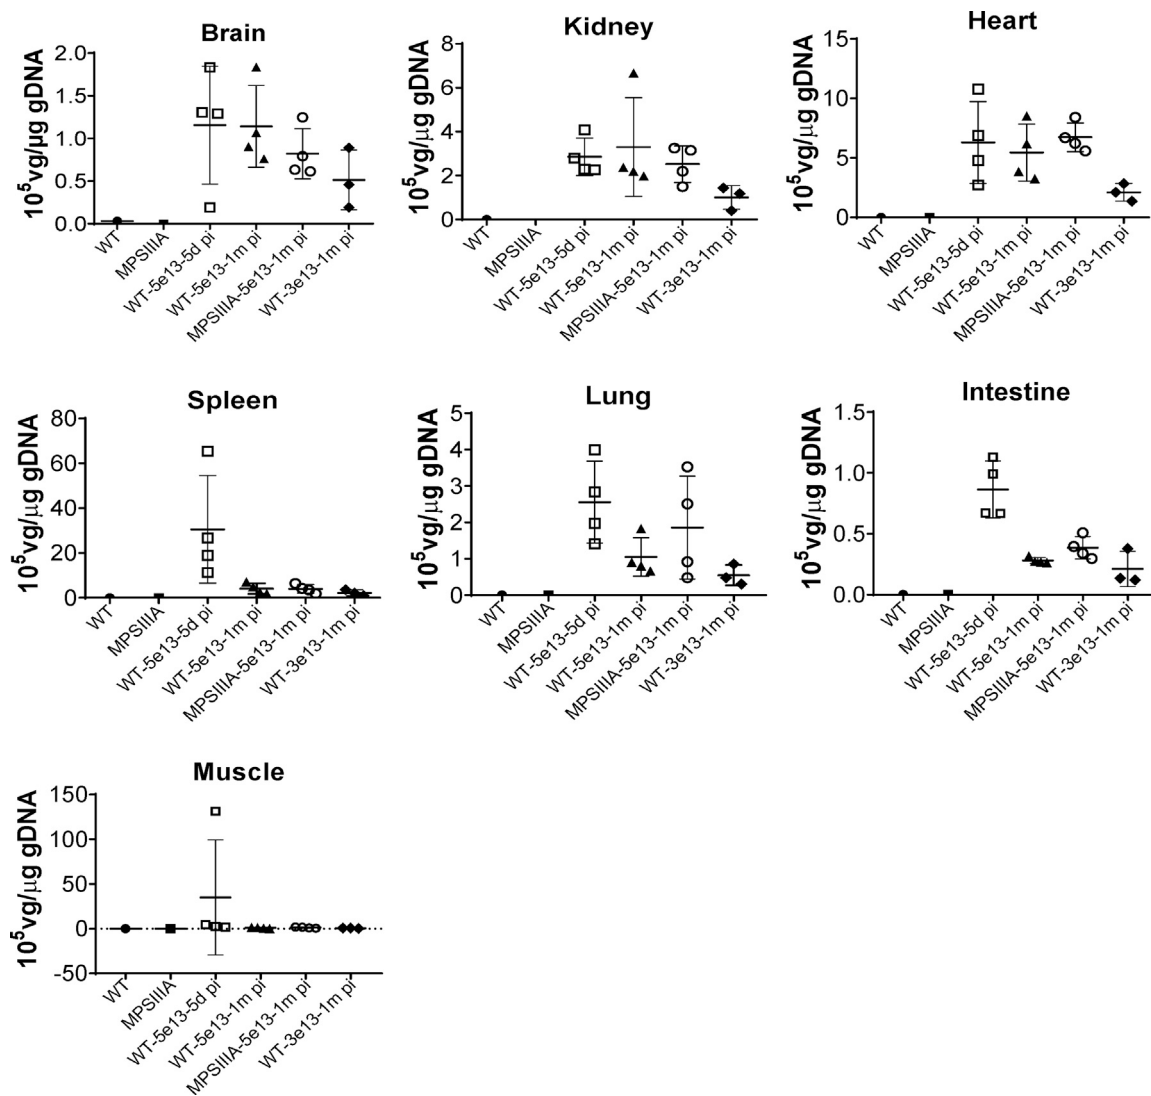 Brain
10⁵vg/μg gDNA
2.0
1.5
1.0
0.5
0.0
WT
MPSIIIA
WT-5e13-5d pi
WT-5e13-1m pi
MPSIIIA-5e13-1m pi
WT-3e13-1m pi
Kidney
10⁵vg/μg gDNA
8
6
4
2
0
WT
MPSIIIA
WT-5e13-5d pi
WT-5e13-1m pi
MPSIIIA-5e13-1m pi
WT-3e13-1m pi
Heart
10⁵vg/μg gDNA
15
10
5
0
WT
MPSIIIA
WT-5e13-5d pi
WT-5e13-1m pi
MPSIIIA-5e13-1m pi
WT-3e13-1m pi
Spleen
10⁵vg/μg gDNA
80
60
40
20
0
WT
MPSIIIA
WT-5e13-5d pi
WT-5e13-1m pi
MPSIIIA-5e13-1m pi
WT-3e13-1m pi
Lung
10⁵vg/μg gDNA
5
4
3
2
1
0
WT
MPSIIIA
WT-5e13-5d pi
WT-5e13-1m pi
MPSIIIA-5e13-1m pi
WT-3e13-1m pi
Intestine
10⁵vg/μg gDNA
1.5
1.0
0.5
0.0
WT
MPSIIIA
WT-5e13-5d pi
WT-5e13-1m pi
MPSIIIA-5e13-1m pi
WT-3e13-1m pi
Muscle
10⁵vg/μg gDNA
150
100
50
0
-50
WT
MPSIIIA
WT-5e13-5d pi
WT-5e13-1m pi
MPSIIIA-5e13-1m pi
WT-3e13-1m pi